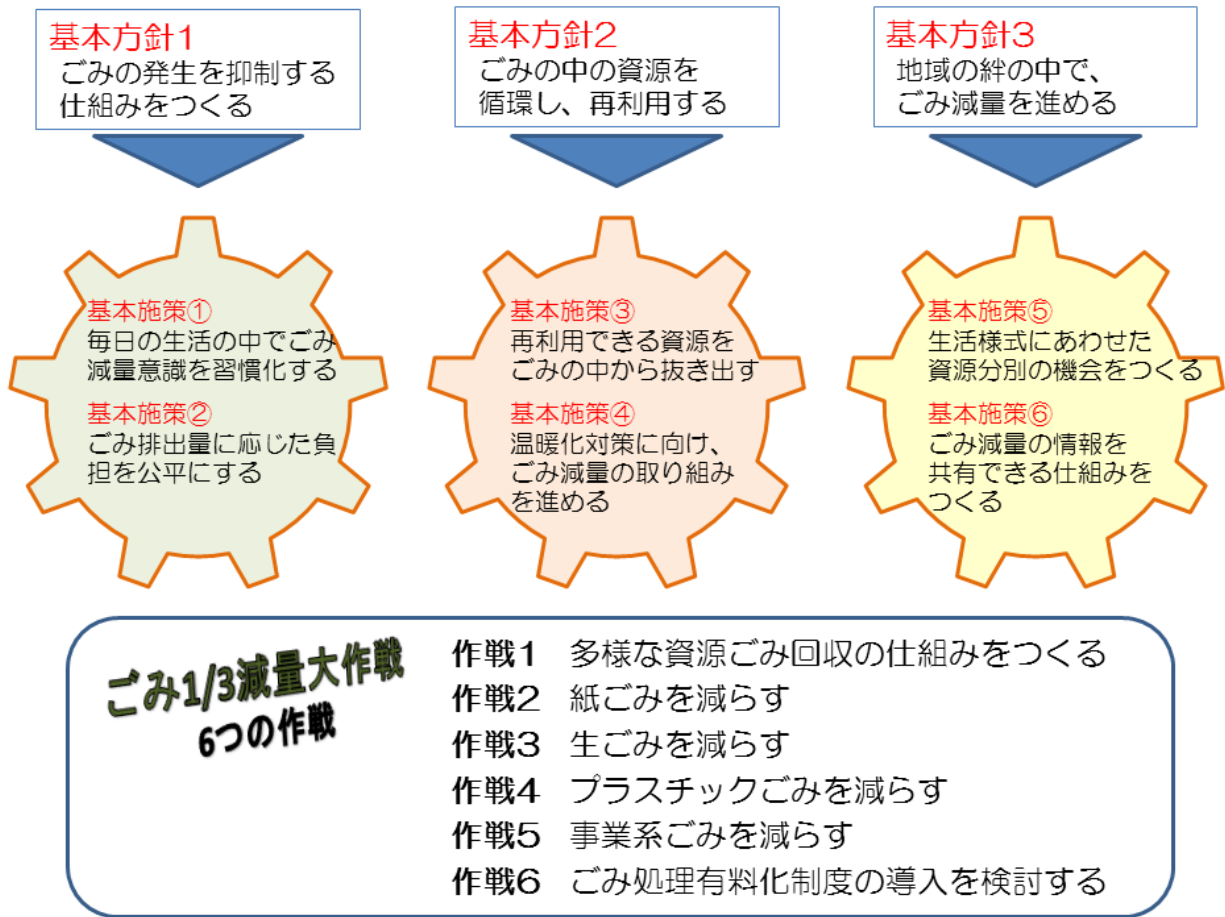 基本方針1
ごみの発生を抑制する
仕組みをつくる
基本方針2
ごみの中の資源を
循環し、再利用する
基本方針3
地域の絆の中で、
ごみ減量を進める
基本施策①
毎日の生活の中でごみ
減量意識を習慣化する
基本施策②
ごみ排出量に応じた負
担を公平にする
基本施策③
再利用できる資源を
ごみの中から抜き出す
基本施策④
温暖化対策に向け、
ごみ減量の取り組み
を進める
基本施策⑤
生活様式にあわせた
資源分別の機会をつくる
基本施策⑥
ごみ減量の情報を
共有できる仕組みを
つくる
ごみ1/3減量大作戦
6つの作戦
作戦1 多様な資源ごみ回収の仕組みをつくる
作戦2 紙ごみを減らす
作戦3 生ごみを減らす
作戦4 プラスチックごみを減らす
作戦5 事業系ごみを減らす
作戦6 ごみ処理有料化制度の導入を検討する